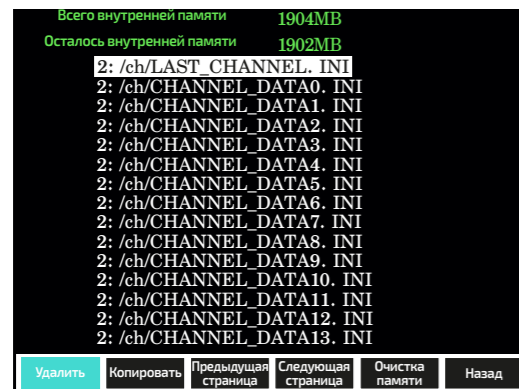 Всего внутренней памяти 1904MB
Осталось внутренней памяти 1902MB
2: /ch/LAST_CHANNEL. INI
2: /ch/CHANNEL_DATA0. INI
2: /ch/CHANNEL_DATA1. INI
2: /ch/CHANNEL_DATA2. INI
2: /ch/CHANNEL_DATA3. INI
2: /ch/CHANNEL_DATA4. INI
2: /ch/CHANNEL_DATA5. INI
2: /ch/CHANNEL_DATA6. INI
2: /ch/CHANNEL_DATA7. INI
2: /ch/CHANNEL_DATA8. INI
2: /ch/CHANNEL_DATA9. INI
2: /ch/CHANNEL_DATA10. INI
2: /ch/CHANNEL_DATA11. INI
2: /ch/CHANNEL_DATA12. INI
2: /ch/CHANNEL_DATA13. INI
Удалить Копировать Предыдущая страница Следующая страница Очистка памяти Назад